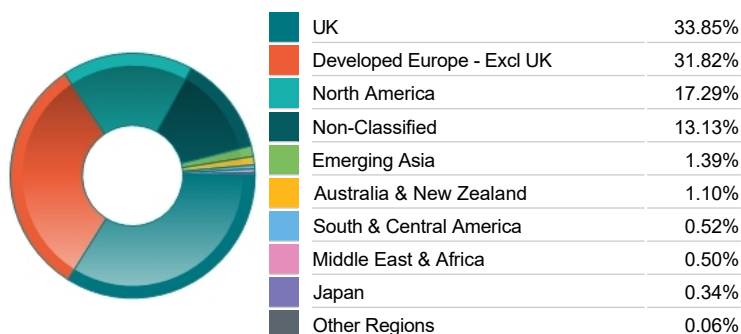 UK 33.85%
Developed Europe - Excl UK 31.82%
North America 17.29%
Non-Classified 13.13%
Emerging Asia 1.39%
Australia & New Zealand 1.10%
South & Central America 0.52%
Middle East & Africa 0.50%
Japan 0.34%
Other Regions 0.06%